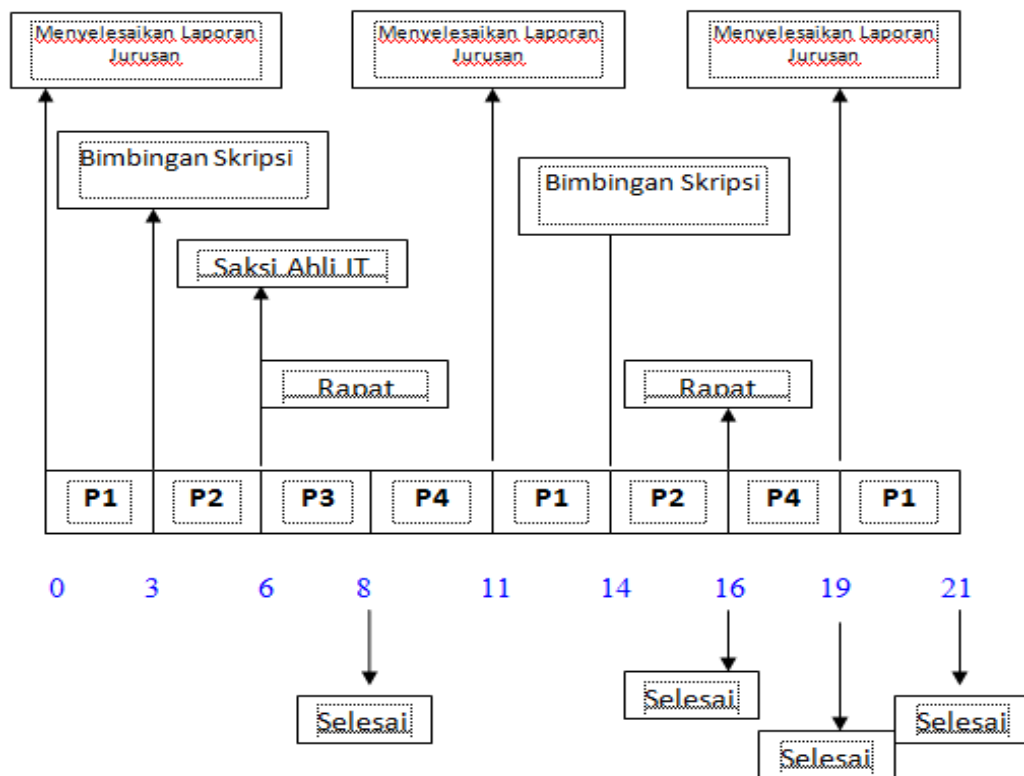 Menyelesaikan Laporan
Jurusan
Menyelesaikan Laporan
Jurusan
Menyelesaikan Laporan
Jurusan
Bimbingan Skripsi
Bimbingan Skripsi
Saksi Ahli IT
Rapat
Rapat
P1 P2 P3 P4 P1 P2 P4 P1
0 3 6 8 11 14 16 19 21
Selesai
Selesai
Selesai
Selesai